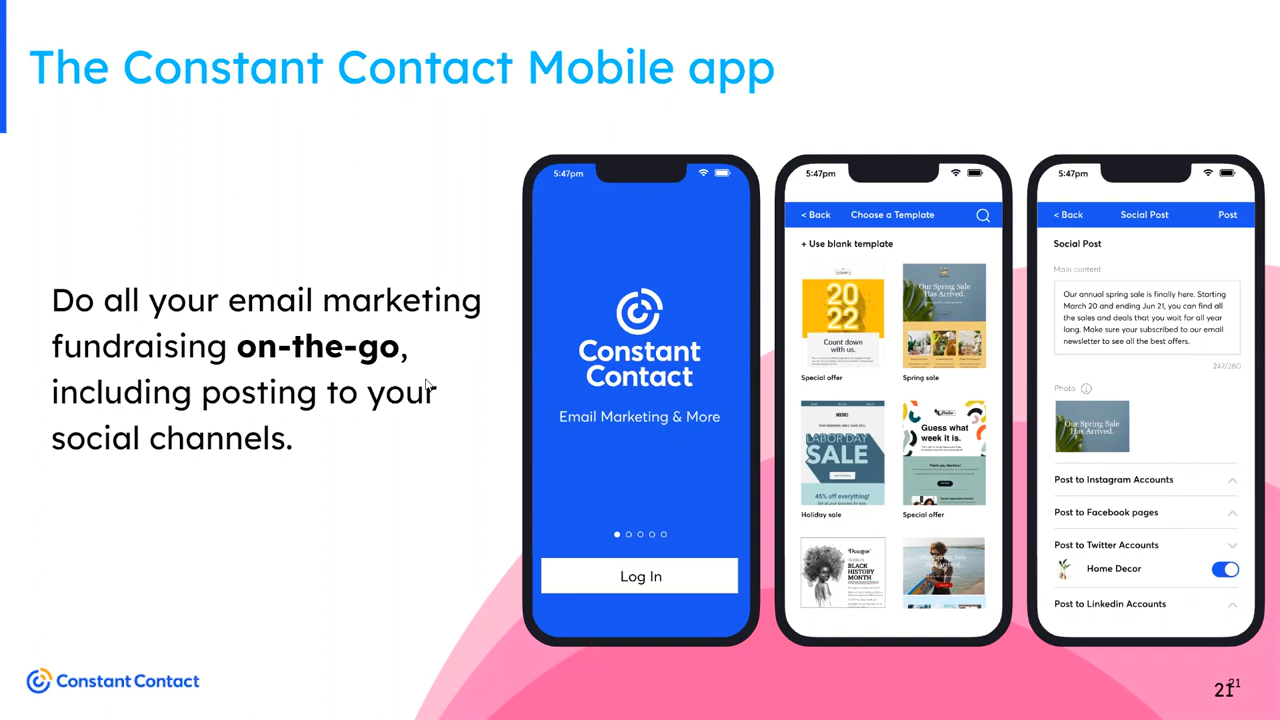 The Constant Contact Mobile app
Do all your email marketing
fundraising on-the-go,
including posting to your
social channels.
5:47pm
Constant
Contact
Email Marketing & More
Log In
5:47pm
< Back Choose a Template
+ Use blank template
20
22
Count down
with us.
Special offer
Our Spring Sale
Has Arrived.
Spring sale
LABOR DAY
SALE
45% off everything!
Holiday sale
Guess what
week it is.
Special offer
BLACK
HISTORY
MONTH
5:47pm
< Back Social Post Post
Social Post
Main content
Our annual spring sale is finally here. Starting
March 20 and ending Jun 21, you can find all
the sales and deals that you wait for all year
long. Make sure your subscribed to our email
newsletter to see all the best offers.
247/280
Photo
Our Spring Sale
Has Arrived.
Post to Instagram Accounts
Post to Facebook pages
Post to Twitter Accounts
Home Decor
Post to Linkedin Accounts
Constant Contact
21
21